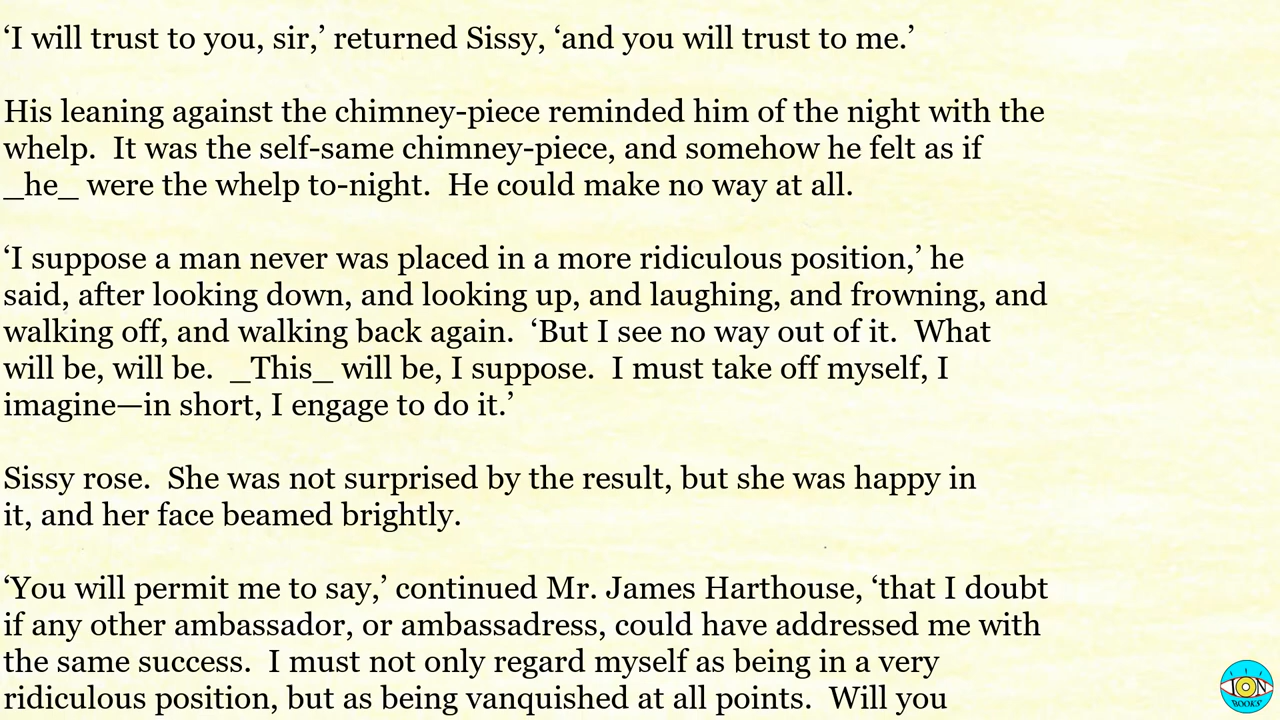 ‘I will trust to you, sir,’ returned Sissy, ‘and you will trust to me.’
His leaning against the chimney-piece reminded him of the night with the
whelp.  It was the self-same chimney-piece, and somehow he felt as if
_he_ were the whelp to-night.  He could make no way at all.
‘I suppose a man never was placed in a more ridiculous position,’ he
said, after looking down, and looking up, and laughing, and frowning, and
walking off, and walking back again.  ‘But I see no way out of it.  What
will be, will be.  _This_ will be, I suppose.  I must take off myself, I
imagine—in short, I engage to do it.’
Sissy rose.  She was not surprised by the result, but she was happy in
it, and her face beamed brightly.
‘You will permit me to say,’ continued Mr. James Harthouse, ‘that I doubt
if any other ambassador, or ambassadress, could have addressed me with
the same success.  I must not only regard myself as being in a very
ridiculous position, but as being vanquished at all points.  Will you
ION
BOOKS